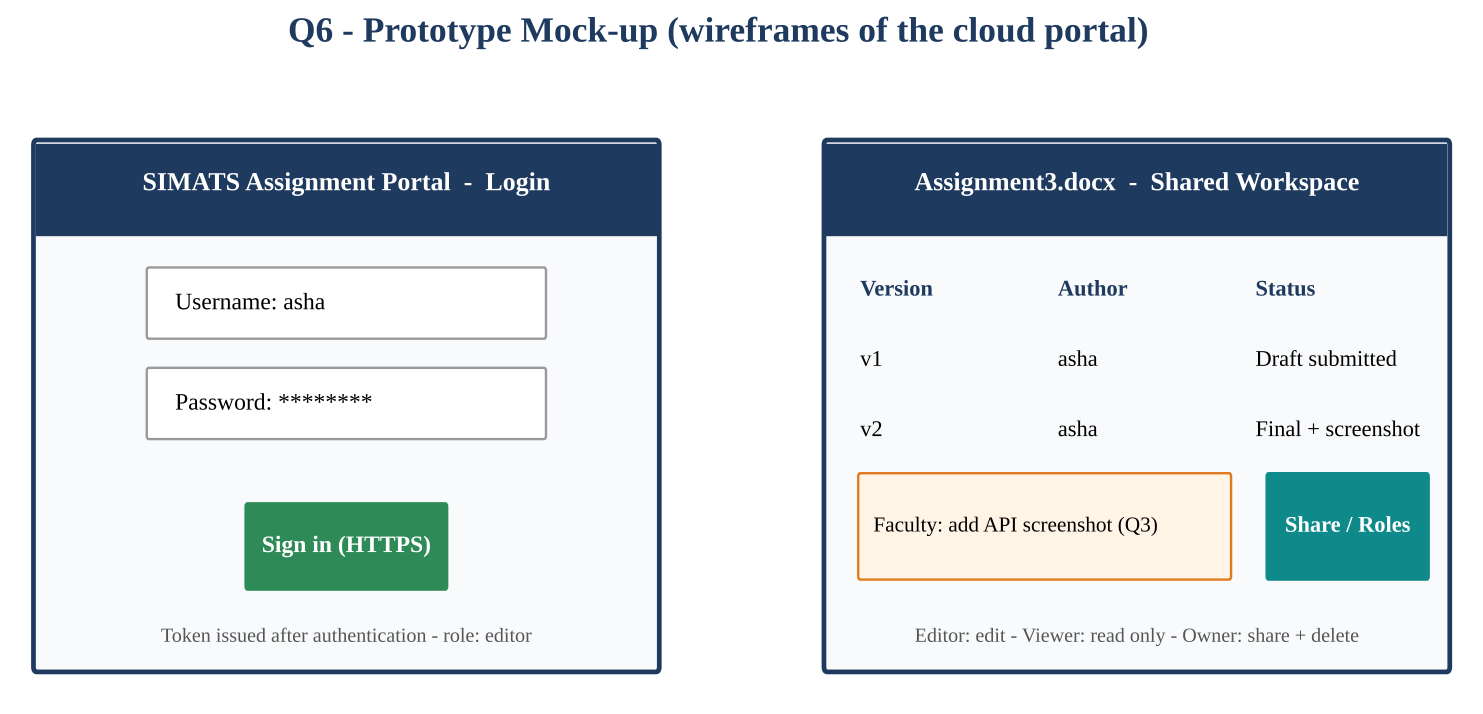 Q6 - Prototype Mock-up (wireframes of the cloud portal)
SIMATS Assignment Portal - Login
Username: asha
Password: ********
Sign in (HTTPS)
Token issued after authentication - role: editor
Assignment3.docx - Shared Workspace
Version Author Status
v1 asha Draft submitted
v2 asha Final + screenshot
Faculty: add API screenshot (Q3)
Share / Roles
Editor: edit - Viewer: read only - Owner: share + delete